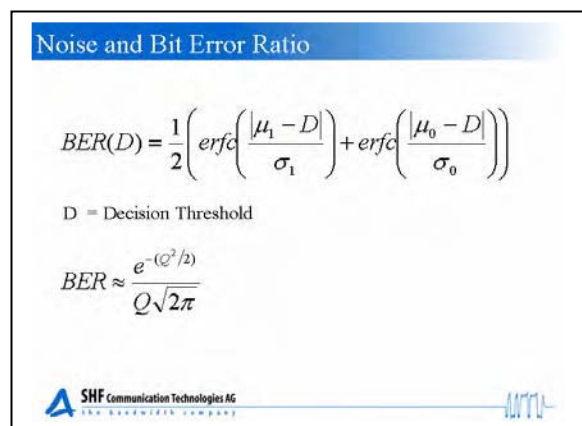 Noise and Bit Error Ratio
BER(D) = 1/2 ( erfc( |μ₁ − D| / σ₁ ) + erfc( |μ₀ − D| / σ₀ ) )
D = Decision Threshold
BER ≈ e^−(Q²/2) / Q√2π
SHF Communication Technologies AG
the bandwidth company